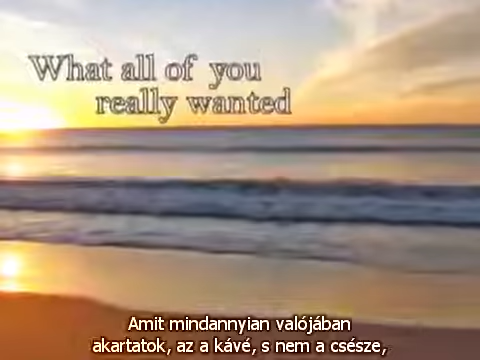 What all of you
really wanted
Amit mindannyian valójában
akartatok, az a kávé, s nem a csésze,